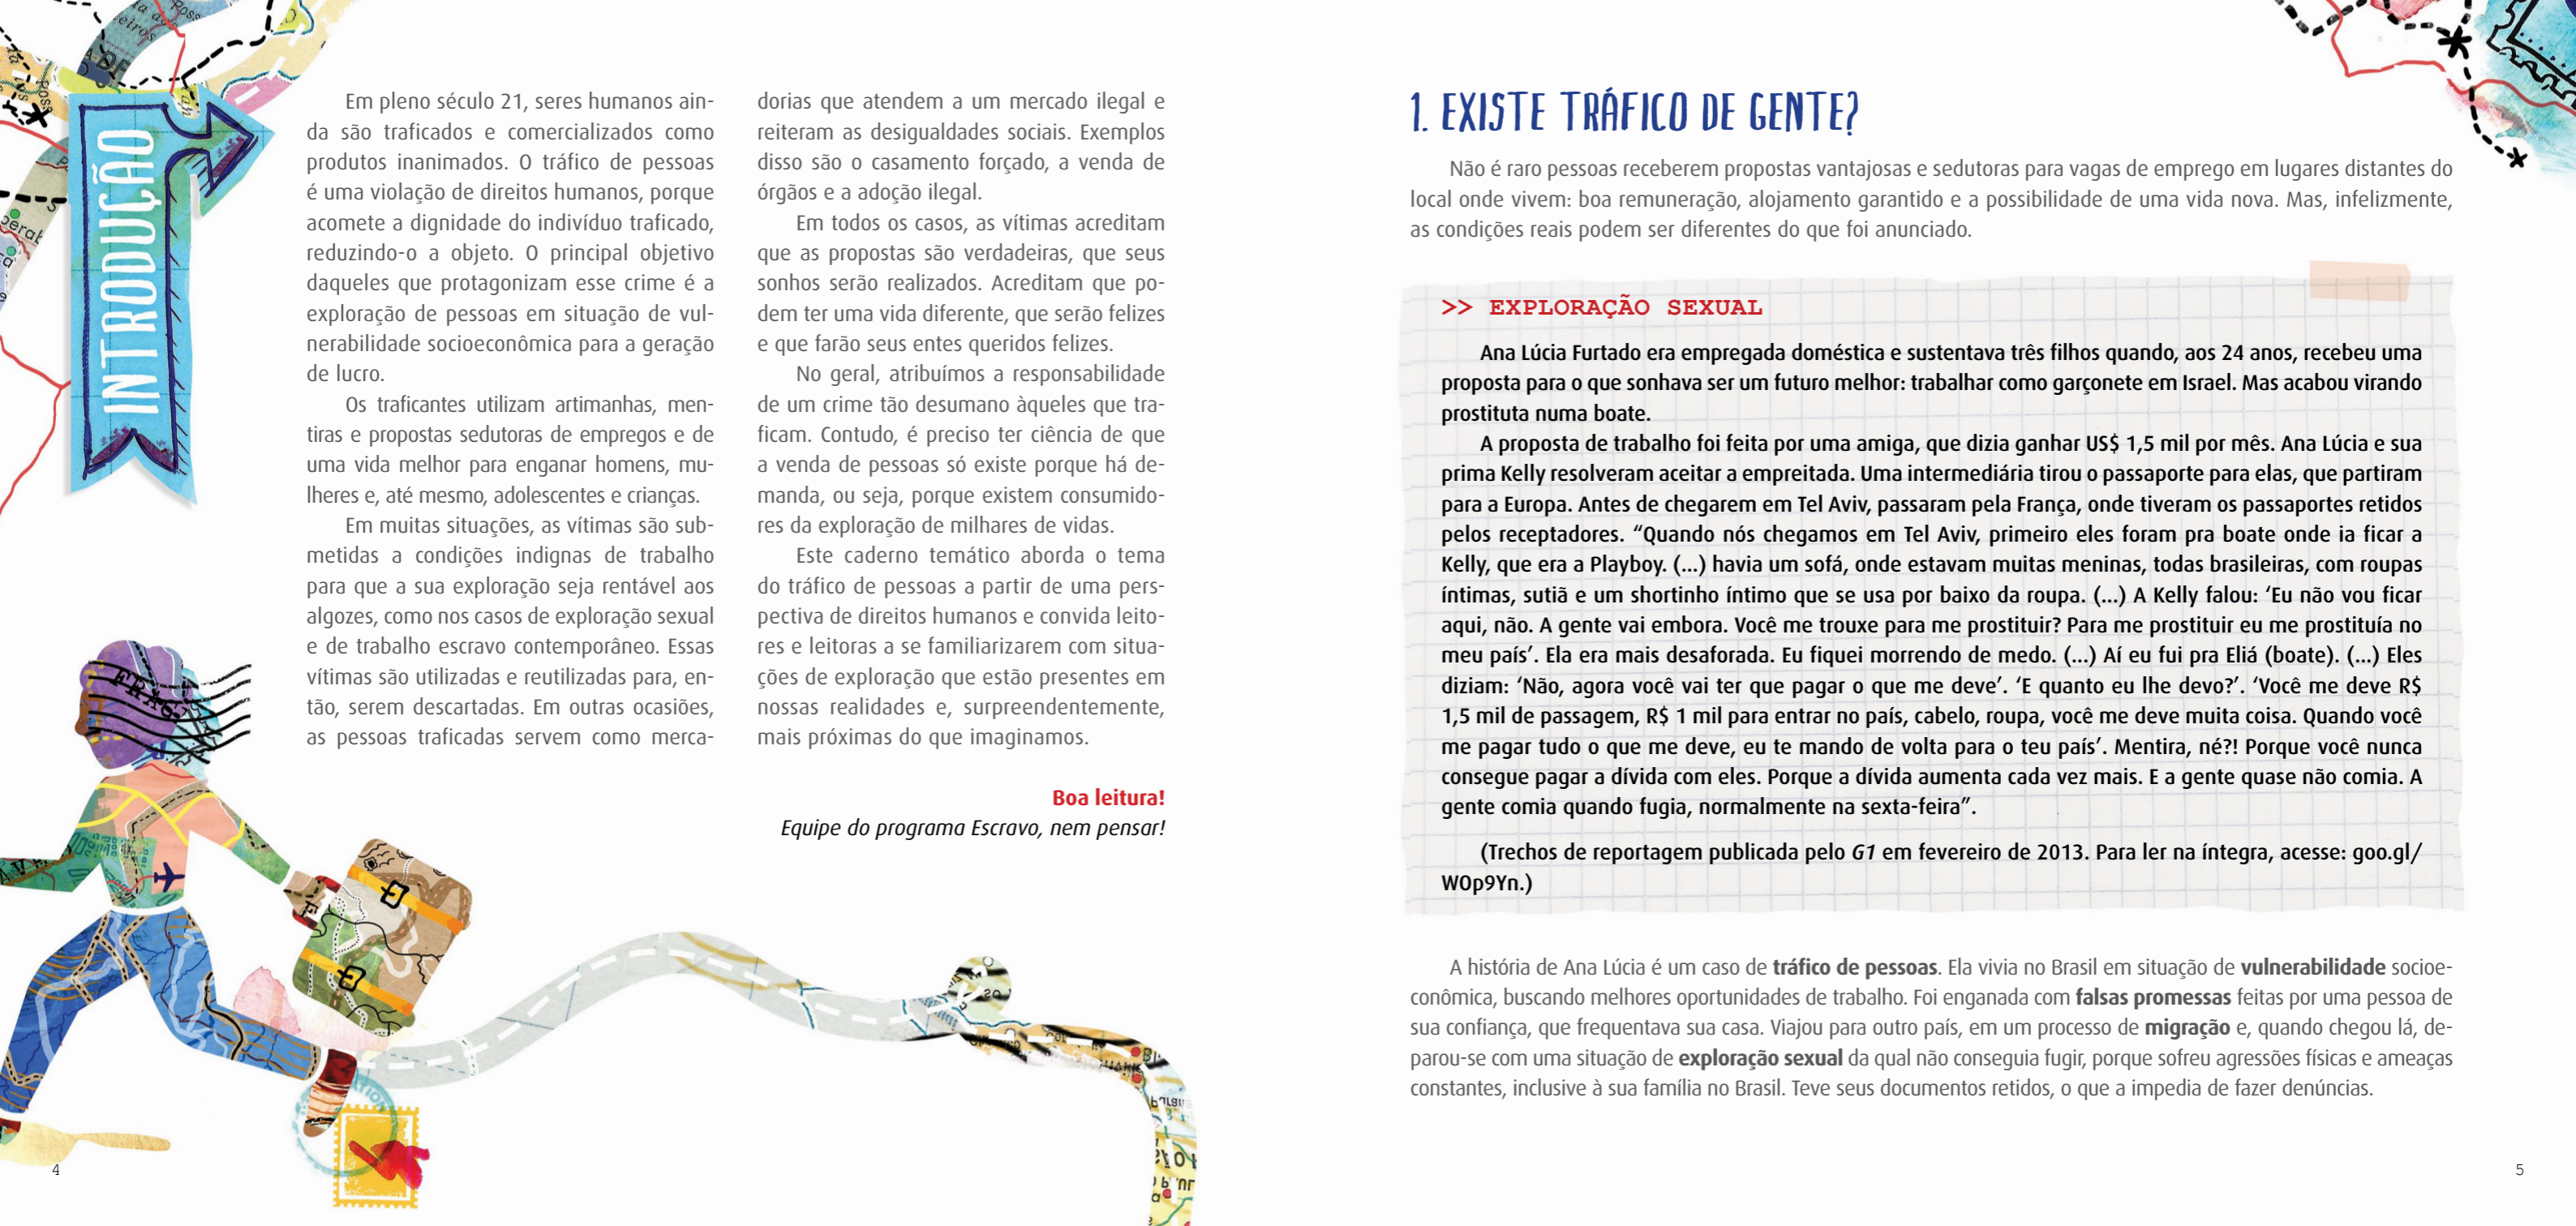 INTRODUÇÃO
Em pleno século 21, seres humanos ain-
da são traficados e comercializados como
produtos inanimados. O tráfico de pessoas
é uma violação de direitos humanos, porque
acomete a dignidade do indivíduo traficado,
reduzindo-o a objeto. O principal objetivo
daqueles que protagonizam esse crime é a
exploração de pessoas em situação de vul-
nerabilidade socioeconômica para a geração
de lucro.
Os traficantes utilizam artimanhas, men-
tiras e propostas sedutoras de empregos e de
uma vida melhor para enganar homens, mu-
lheres e, até mesmo, adolescentes e crianças.
Em muitas situações, as vítimas são sub-
metidas a condições indignas de trabalho
para que a sua exploração seja rentável aos
algozes, como nos casos de exploração sexual
e de trabalho escravo contemporâneo. Essas
vítimas são utilizadas e reutilizadas para, en-
tão, serem descartadas. Em outras ocasiões,
as pessoas traficadas servem como merca-
dorias que atendem a um mercado ilegal e
reiteram as desigualdades sociais. Exemplos
disso são o casamento forçado, a venda de
órgãos e a adoção ilegal.
Em todos os casos, as vítimas acreditam
que as propostas são verdadeiras, que seus
sonhos serão realizados. Acreditam que po-
dem ter uma vida diferente, que serão felizes
e que farão seus entes queridos felizes.
No geral, atribuímos a responsabilidade
de um crime tão desumano àqueles que tra-
ficam. Contudo, é preciso ter ciência de que
a venda de pessoas só existe porque há de-
manda, ou seja, porque existem consumido-
res da exploração de milhares de vidas.
Este caderno temático aborda o tema
do tráfico de pessoas a partir de uma pers-
pectiva de direitos humanos e convida leito-
res e leitoras a se familiarizarem com situa-
ções de exploração que estão presentes em
nossas realidades e, surpreendentemente,
mais próximas do que imaginamos.
Boa leitura!
Equipe do programa Escravo, nem pensar!
4
1. EXISTE TRÁFICO DE GENTE?
Não é raro pessoas receberem propostas vantajosas e sedutoras para vagas de emprego em lugares distantes do
local onde vivem: boa remuneração, alojamento garantido e a possibilidade de uma vida nova. Mas, infelizmente,
as condições reais podem ser diferentes do que foi anunciado.
>> EXPLORAÇÃO SEXUAL
Ana Lúcia Furtado era empregada doméstica e sustentava três filhos quando, aos 24 anos, recebeu uma
proposta para o que sonhava ser um futuro melhor: trabalhar como garçonete em Israel. Mas acabou virando
prostituta numa boate.
A proposta de trabalho foi feita por uma amiga, que dizia ganhar US$ 1,5 mil por mês. Ana Lúcia e sua
prima Kelly resolveram aceitar a empreitada. Uma intermediária tirou o passaporte para elas, que partiram
para a Europa. Antes de chegarem em Tel Aviv, passaram pela França, onde tiveram os passaportes retidos
pelos receptadores. “Quando nós chegamos em Tel Aviv, primeiro eles foram pra boate onde ia ficar a
Kelly, que era a Playboy. (...) havia um sofá, onde estavam muitas meninas, todas brasileiras, com roupas
íntimas, sutiã e um shortinho íntimo que se usa por baixo da roupa. (...) A Kelly falou: ‘Eu não vou ficar
aqui, não. A gente vai embora. Você me trouxe para me prostituir? Para me prostituir eu me prostituía no
meu país’. Ela era mais desaforada. Eu fiquei morrendo de medo. (...) Aí eu fui pra Eliá (boate). (...) Eles
diziam: ‘Não, agora você vai ter que pagar o que me deve’. ‘E quanto eu lhe devo?’. ‘Você me deve R$
1,5 mil de passagem, R$ 1 mil para entrar no país, cabelo, roupa, você me deve muita coisa. Quando você
me pagar tudo o que me deve, eu te mando de volta para o teu país’. Mentira, né?! Porque você nunca
consegue pagar a dívida com eles. Porque a dívida aumenta cada vez mais. E a gente quase não comia. A
gente comia quando fugia, normalmente na sexta-feira”.
(Trechos de reportagem publicada pelo G1 em fevereiro de 2013. Para ler na íntegra, acesse: goo.gl/
W0p9Yn.)
A história de Ana Lúcia é um caso de tráfico de pessoas. Ela vivia no Brasil em situação de vulnerabilidade socioe-
conômica, buscando melhores oportunidades de trabalho. Foi enganada com falsas promessas feitas por uma pessoa de
sua confiança, que frequentava sua casa. Viajou para outro país, em um processo de migração e, quando chegou lá, de-
parou-se com uma situação de exploração sexual da qual não conseguia fugir, porque sofreu agressões físicas e ameaças
constantes, inclusive à sua família no Brasil. Teve seus documentos retidos, o que a impedia de fazer denúncias.
5